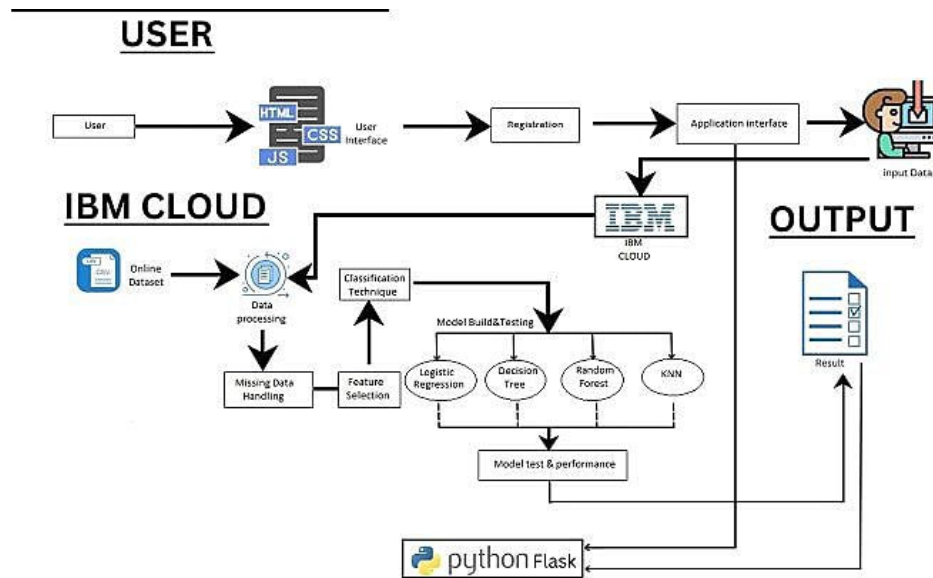 USER
User
HTML
CSS
JS
User
Interface
Registration
Application interface
input Data
IBM CLOUD
IBM
IBM
CLOUD
OUTPUT
CSV
Online
Dataset
Data
processing
Classification
Technique
Model Build&Testing
Missing Data
Handling
Feature
Selection
Logistic
Regression
Decision
Tree
Random
Forest
KNN
Result
Model test & performance
python Flask